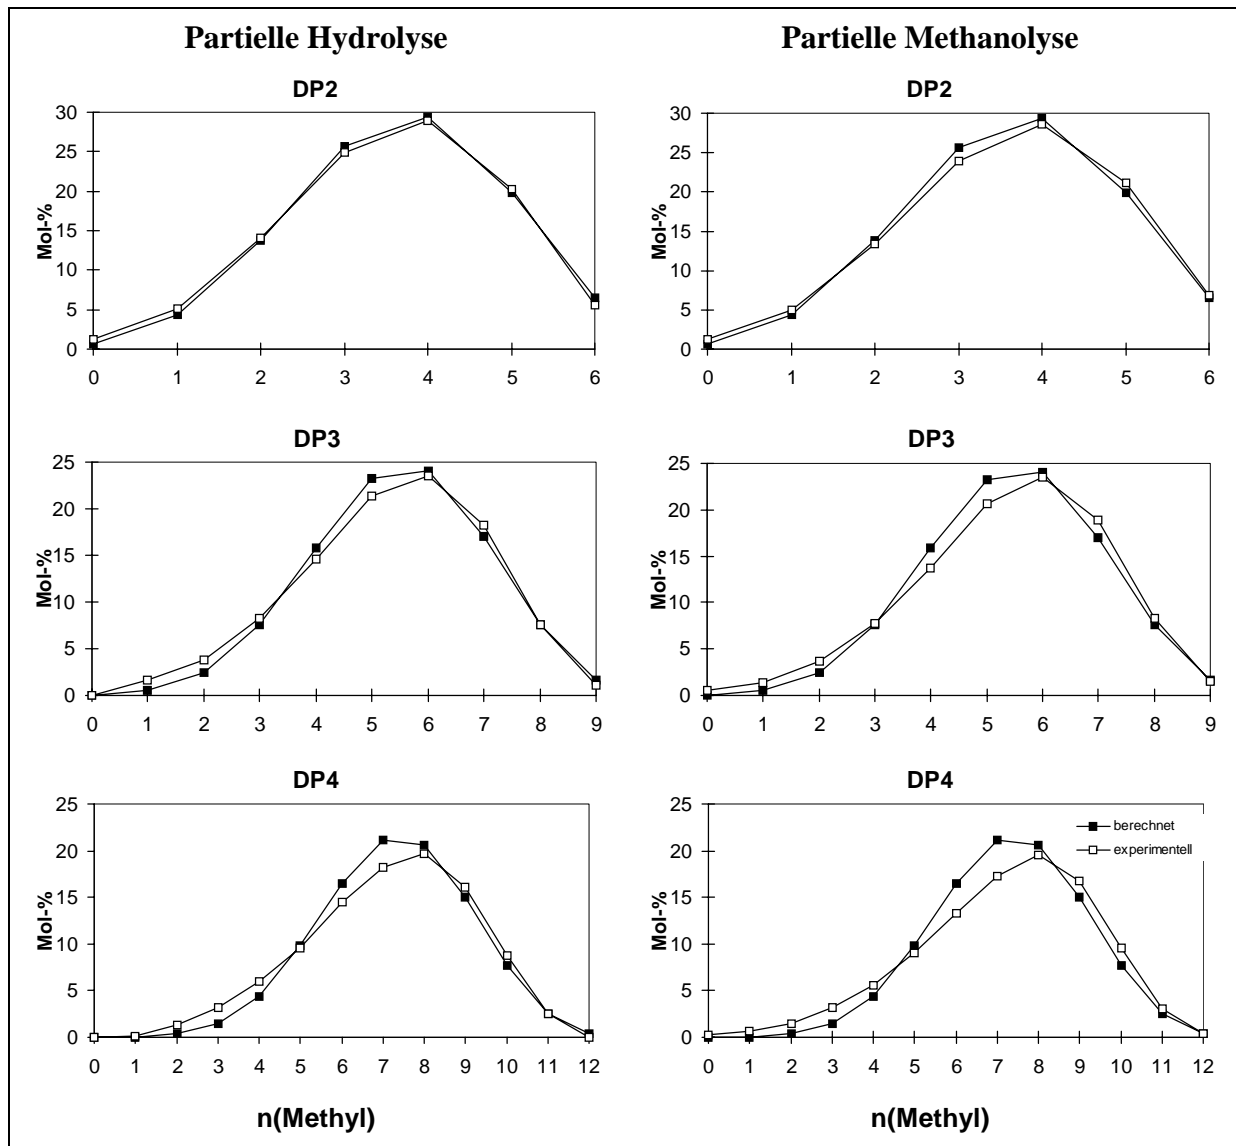 Partielle Hydrolyse
Partielle Methanolyse
DP2
DP2
Mol-%
30
25
20
15
10
5
0
0 1 2 3 4 5 6
Mol-%
30
25
20
15
10
5
0
0 1 2 3 4 5 6
DP3
DP3
Mol-%
25
20
15
10
5
0
0 1 2 3 4 5 6 7 8 9
Mol-%
25
20
15
10
5
0
0 1 2 3 4 5 6 7 8 9
DP4
DP4
Mol-%
25
20
15
10
5
0
0 1 2 3 4 5 6 7 8 9 10 11 12
Mol-%
25
20
15
10
5
0
berechnet
experimentell
0 1 2 3 4 5 6 7 8 9 10 11 12
n(Methyl)
n(Methyl)